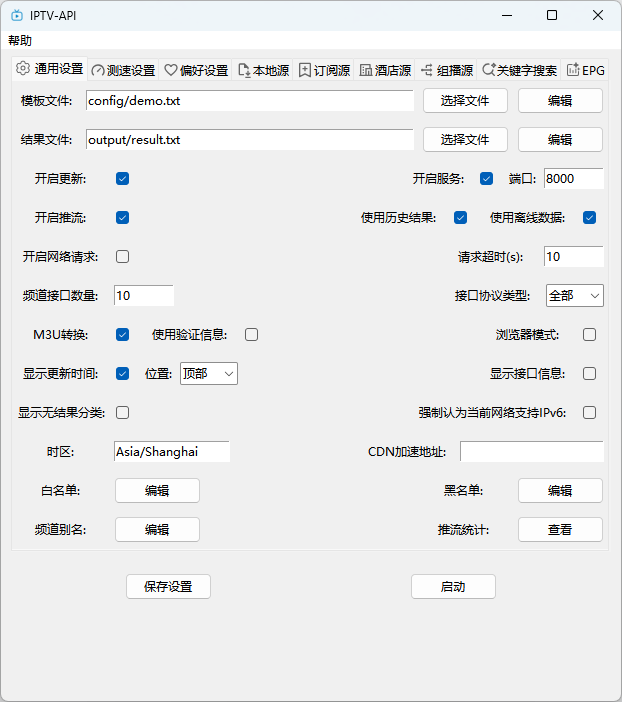 IPTV-API
帮助
通用设置 测速设置 偏好设置 本地源 订阅源 酒店源 组播源 关键字搜索 EPG
模板文件: config/demo.txt 选择文件 编辑
结果文件: output/result.txt 选择文件 编辑
开启更新: 开启服务: 端口: 8000
开启推流: 使用历史结果: 使用离线数据:
开启网络请求: 请求超时(s): 10
频道接口数量: 10 接口协议类型: 全部
M3U转换: 使用验证信息: 浏览器模式:
显示更新时间: 位置: 顶部 显示接口信息:
显示无结果分类: 强制认为当前网络支持IPv6:
时区: Asia/Shanghai CDN加速地址:
白名单: 编辑 黑名单: 编辑
频道别名: 编辑 推流统计: 查看
保存设置 启动